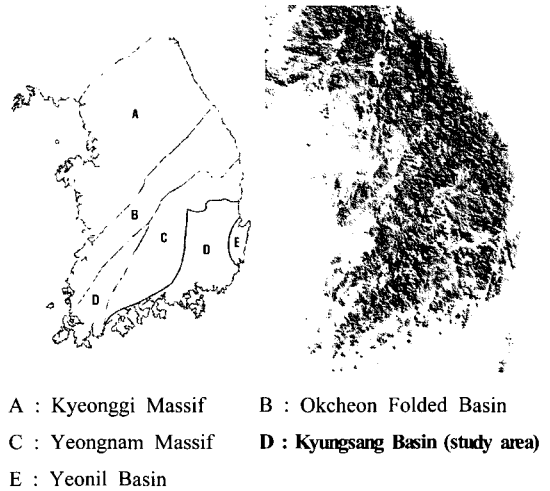 A
B
C
D
E
D
A : Kyeonggi Massif B : Okcheon Folded Basin
C : Yeongnam Massif D : Kyungsang Basin (study area)
E : Yeonil Basin